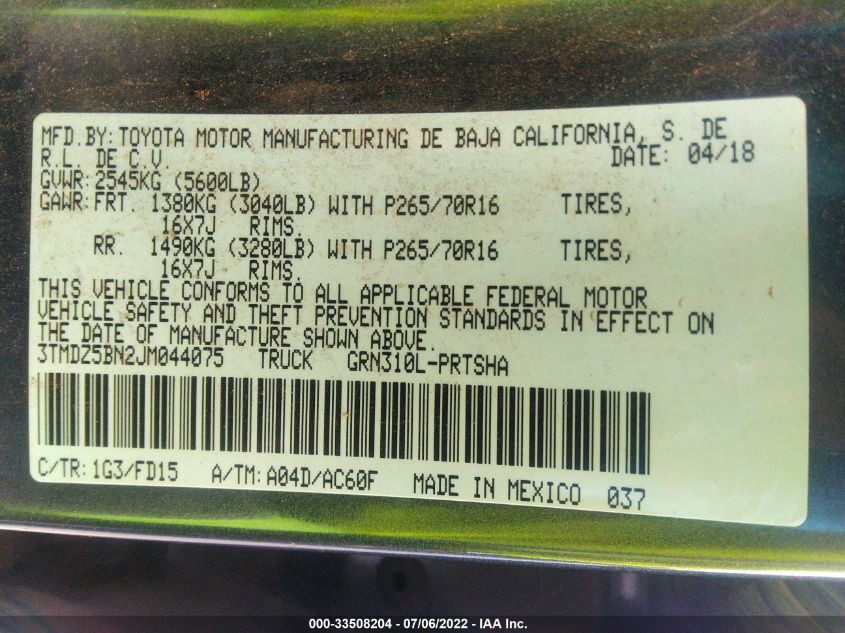 MFD.BY:TOYOTA MOTOR MANUFACTURING DE BAJA CALIFORNIA, S. DE
R.L. DE C.V. DATE: 04/18
GVWR:2545KG (5600LB)
GAWR:FRT. 1380KG (3040LB) WITH P265/70R16 TIRES,
16X7J RIMS.
RR. 1490KG (3280LB) WITH P265/70R16 TIRES,
16X7J RIMS.
THIS VEHICLE CONFORMS TO ALL APPLICABLE FEDERAL MOTOR
VEHICLE SAFETY AND THEFT PREVENTION STANDARDS IN EFFECT ON
THE DATE OF MANUFACTURE SHOWN ABOVE.
3TMDZ5BN2JM044075 TRUCK GRN310L-PRTSHA
C/TR:1G3/FD15 A/TM:A04D/AC60F MADE IN MEXICO 037
000-33508204 - 07/06/2022 - IAA Inc.